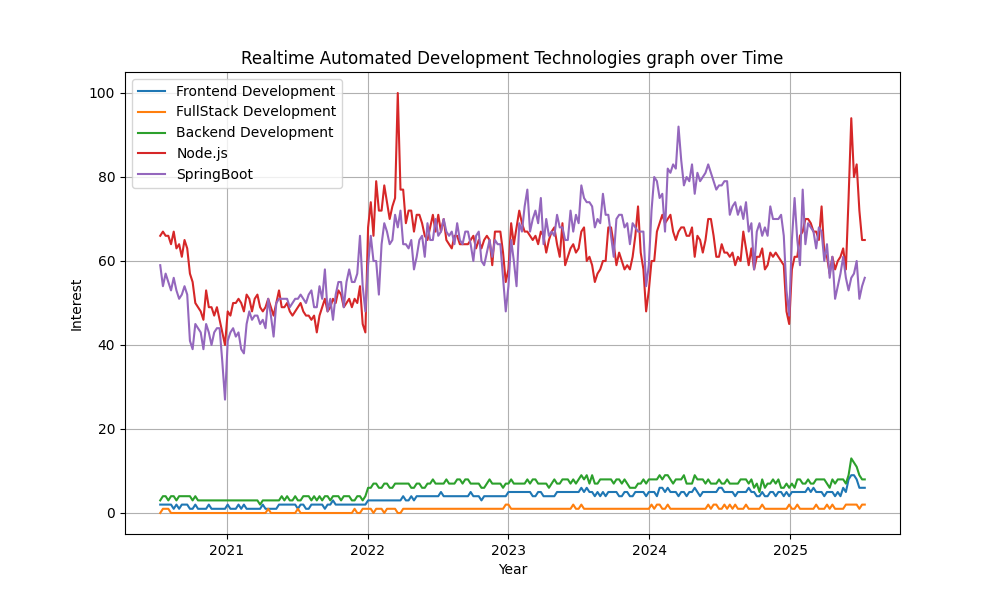 Realtime Automated Development Technologies graph over Time
Frontend Development
FullStack Development
Backend Development
Node.js
SpringBoot
100
80
60
40
20
0
Interest
2021 2022 2023 2024 2025
Year